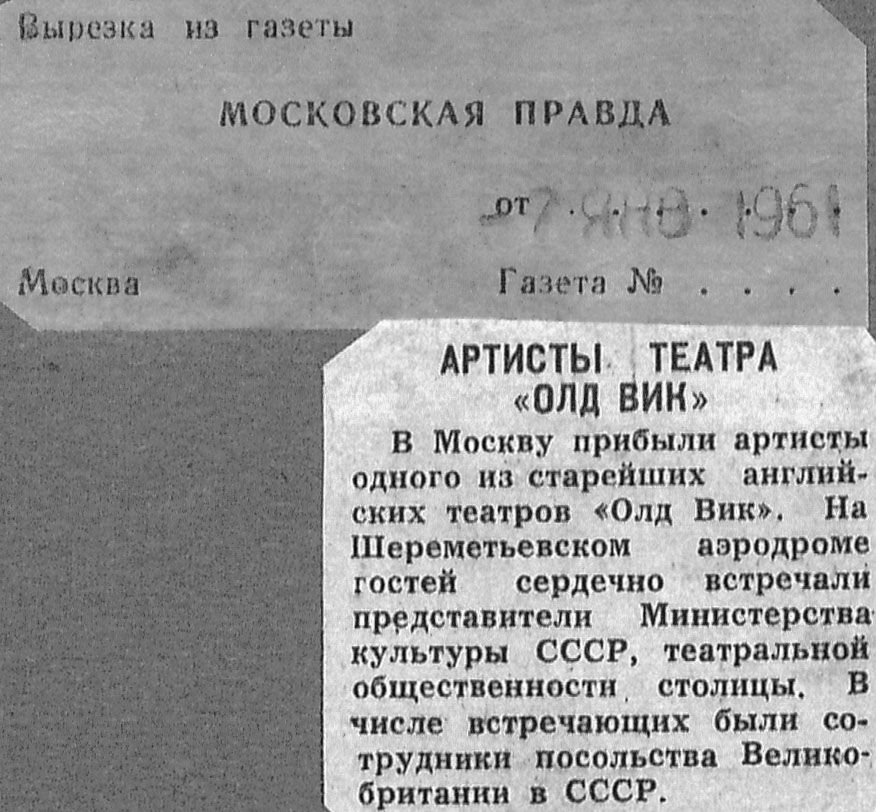 Вырезка из газеты
МОСКОВСКАЯ ПРАВДА
от 7. ЯНВ. 1961
Москва Газета № . . . .
АРТИСТЫ ТЕАТРА
«ОЛД ВИК»
В Москву прибыли артисты
одного из старейших англий-
ских театров «Олд Вик». На
Шереметьевском аэродроме
гостей сердечно встречали
представители Министерства
культуры СССР, театральной
общественности столицы. В
числе встречающих были со-
трудники посольства Велико-
британии в СССР.